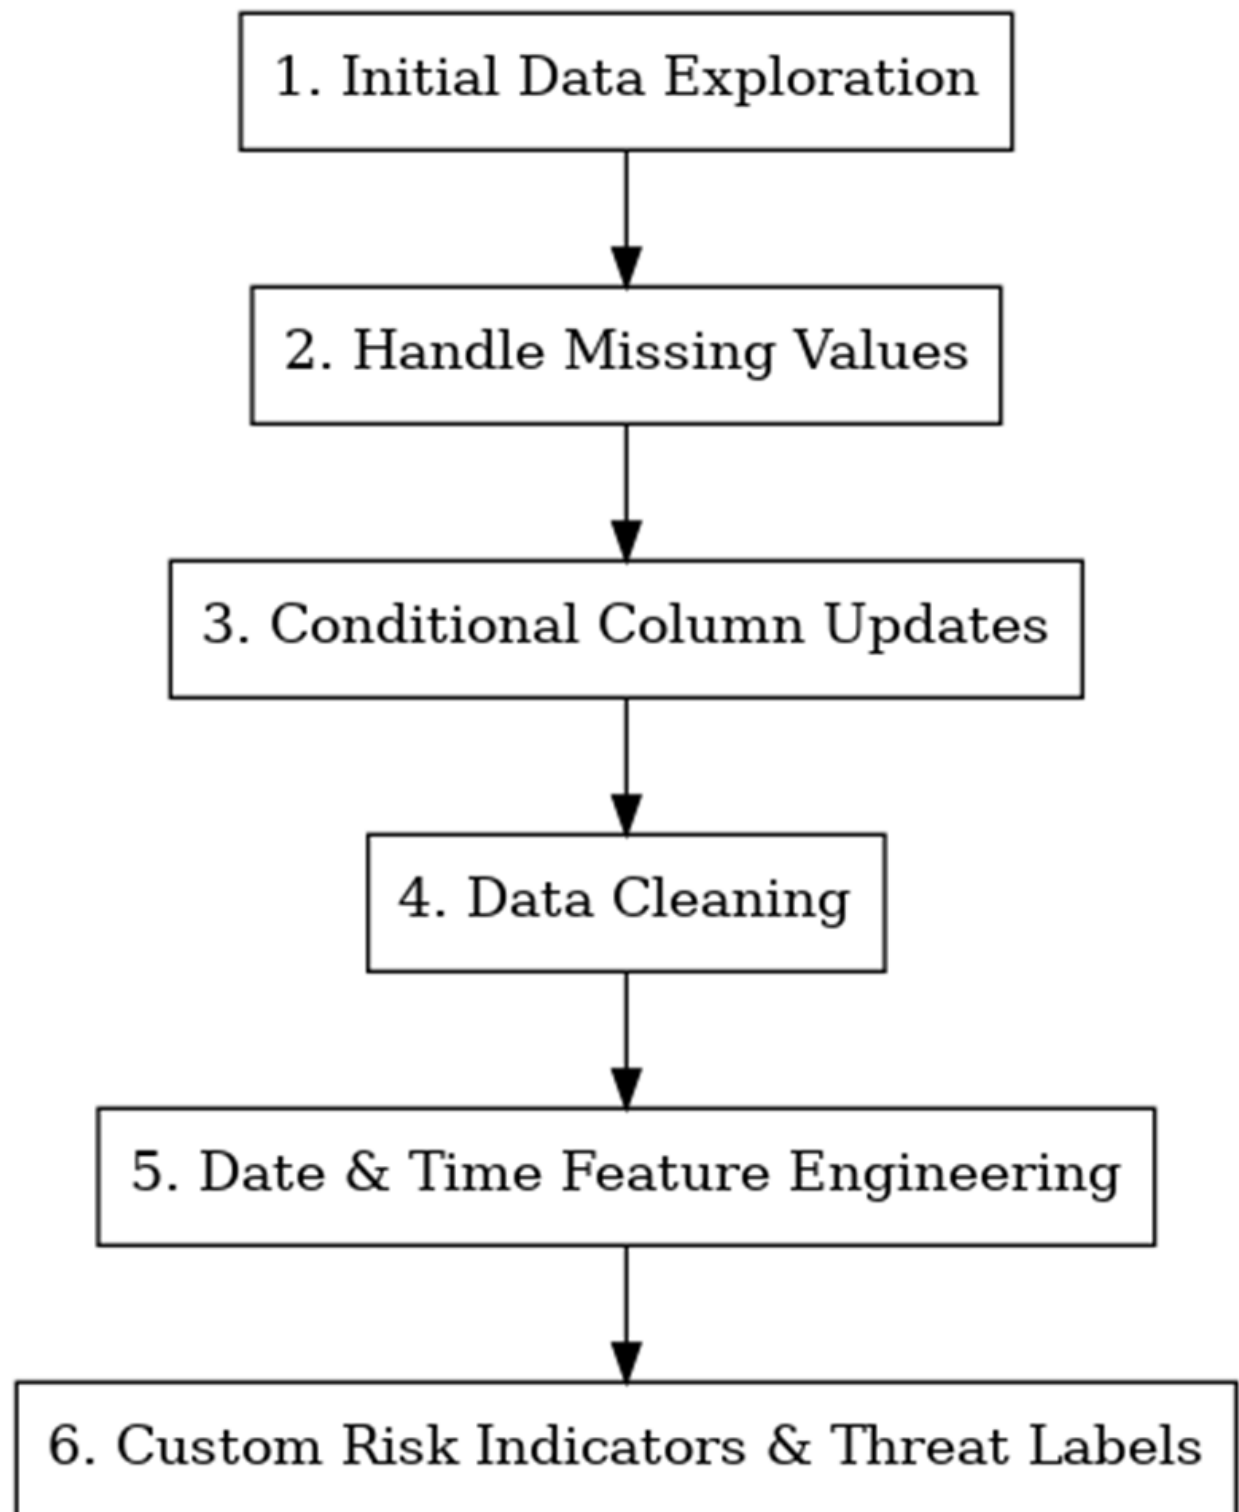 1. Initial Data Exploration
2. Handle Missing Values
3. Conditional Column Updates
4. Data Cleaning
5. Date & Time Feature Engineering
6. Custom Risk Indicators & Threat Labels